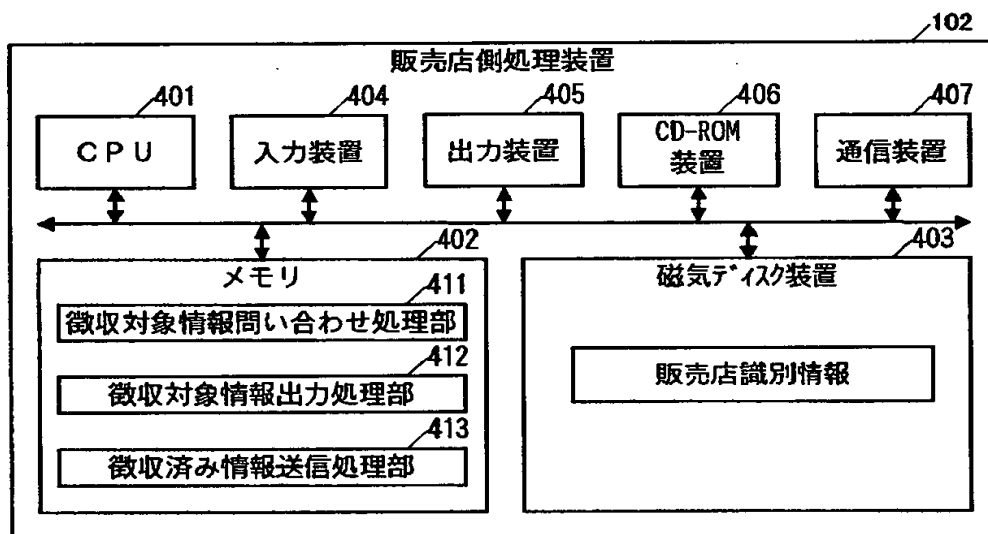 102
販売店側処理装置
401
404
405
406
407
CPU
入力装置
出力装置
CD-ROM
装置
通信装置
402
403
メモリ
磁気ディスク装置
411
徴収対象情報問い合わせ処理部
412
徴収対象情報出力処理部
413
徴収済み情報送信処理部
販売店識別情報